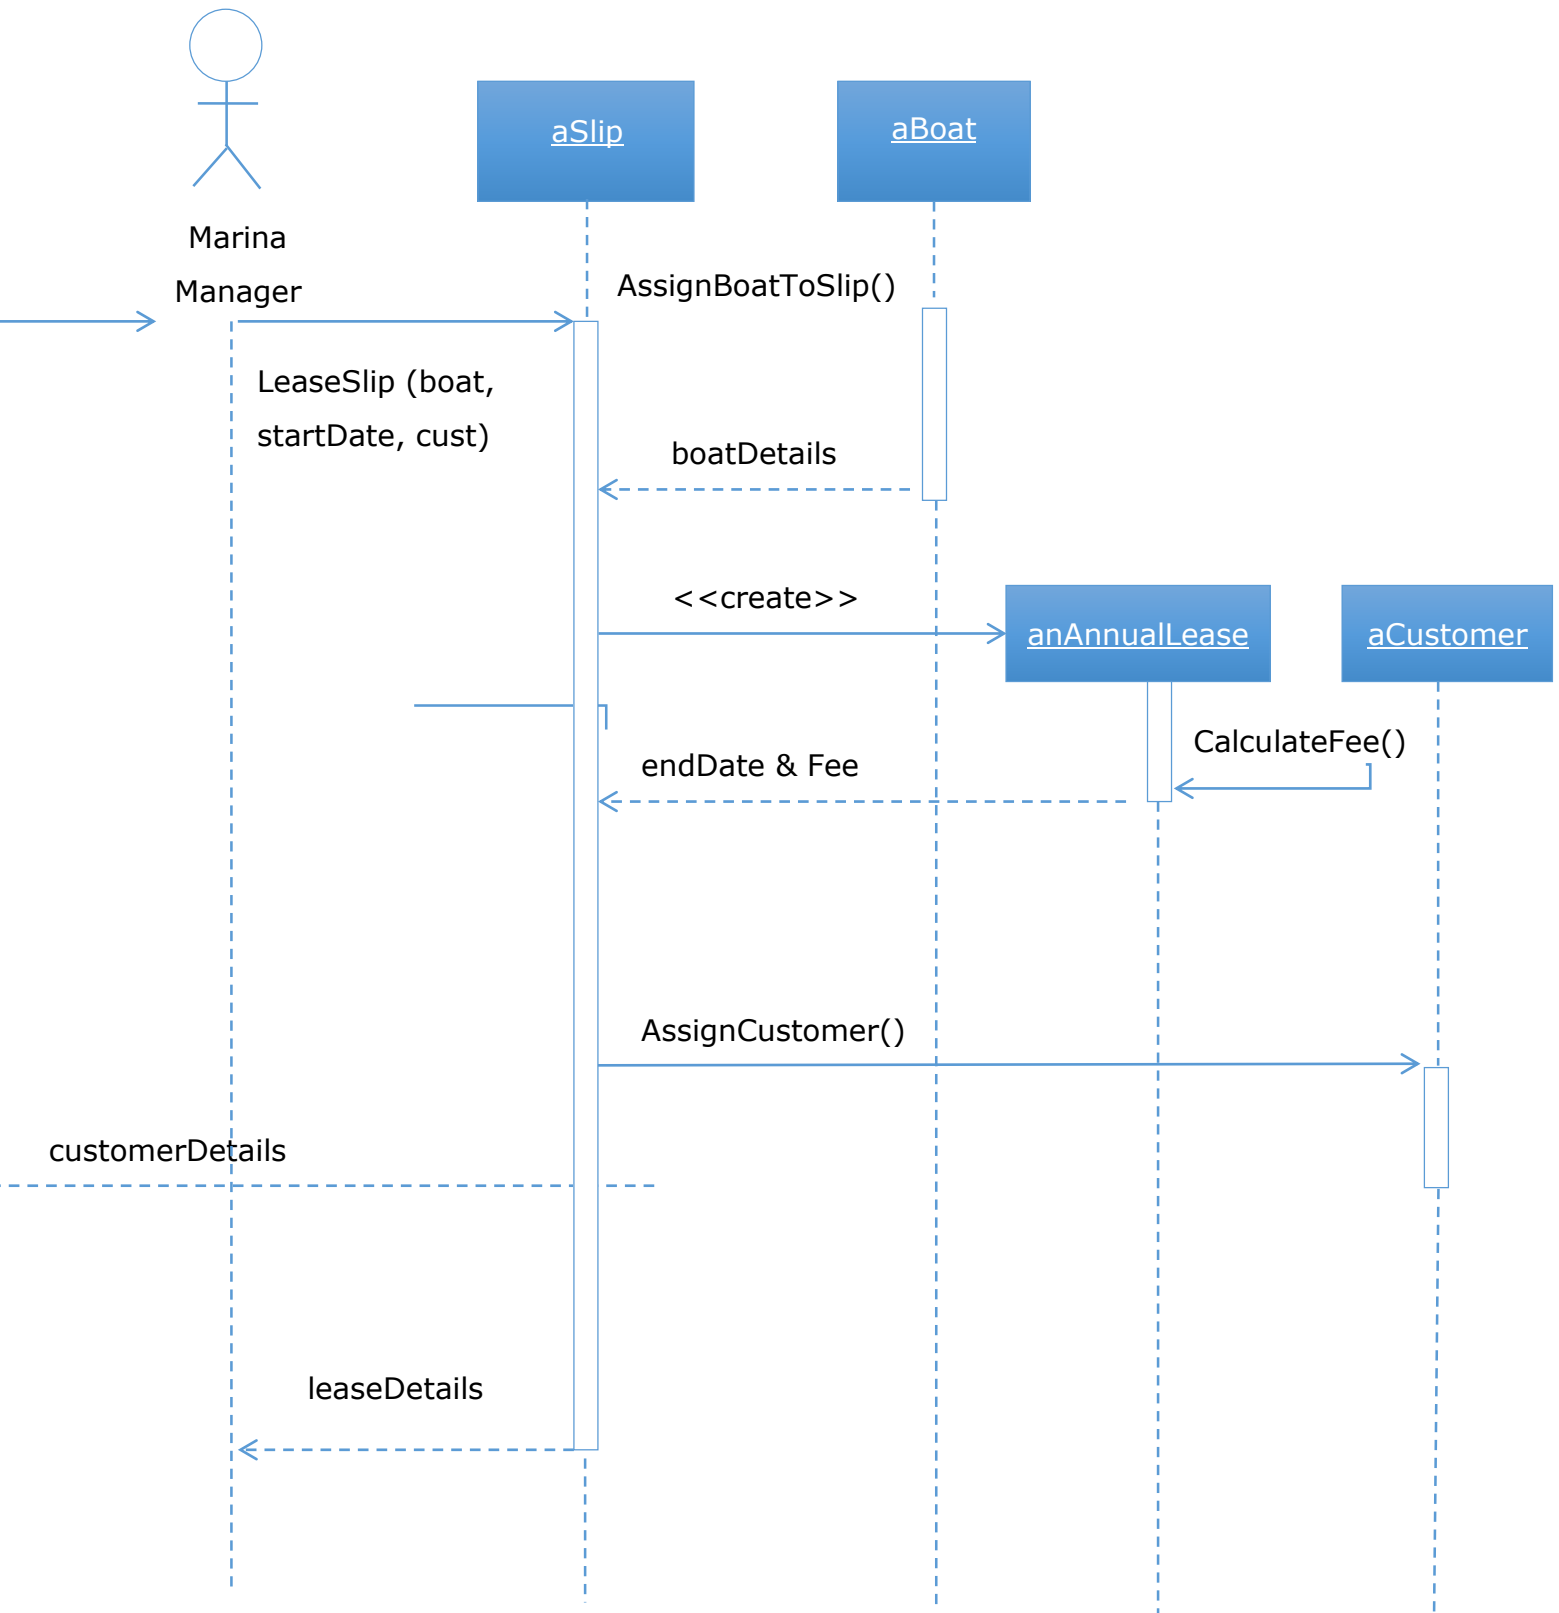 aSlip
aBoat
Marina
Manager
AssignBoatToSlip()
LeaseSlip (boat,
startDate, cust)
boatDetails
<<create>>
anAnnualLease
aCustomer
CalculateFee()
endDate & Fee
AssignCustomer()
customerDetails
leaseDetails